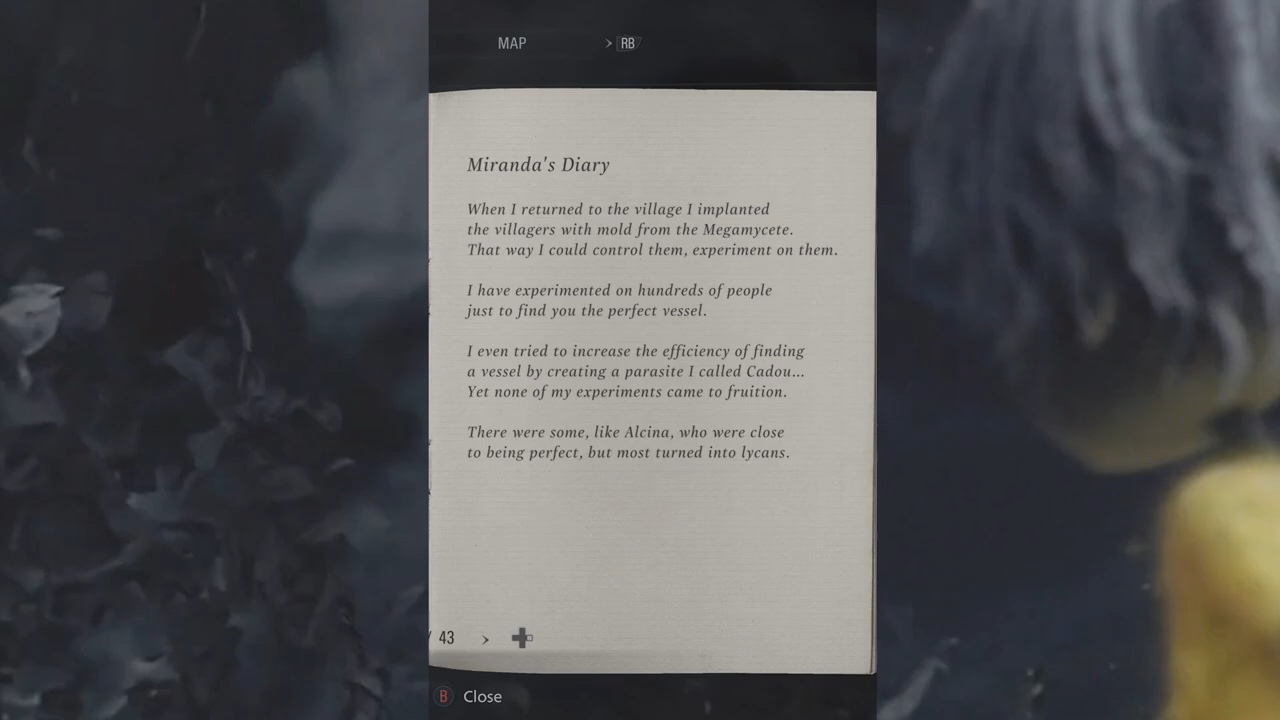 MAP
> RB
Miranda's Diary
When I returned to the village I implanted
the villagers with mold from the Megamycete.
That way I could control them, experiment on them.
I have experimented on hundreds of people
just to find you the perfect vessel.
I even tried to increase the efficiency of finding
a vessel by creating a parasite I called Cadou...
Yet none of my experiments came to fruition.
There were some, like Alcina, who were close
to being perfect, but most turned into lycans.
/ 43 >
B Close